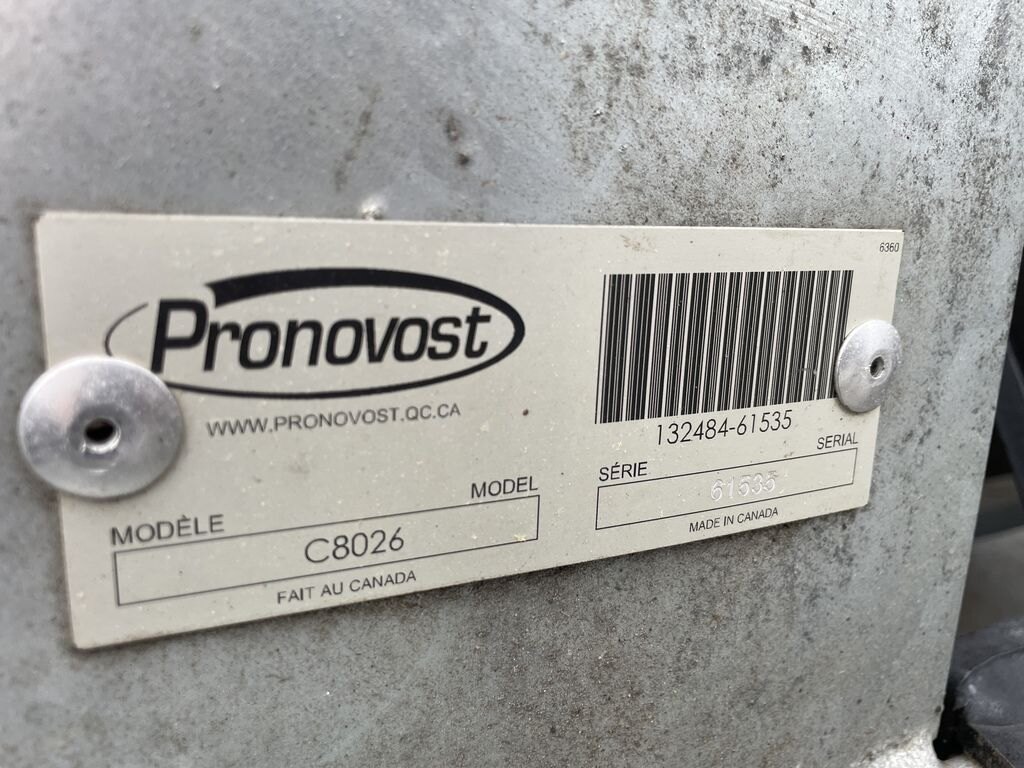 6360
Pronovost
WWW.PRONOVOST.QC.CA
132484-61535
MODÈLE MODEL
C8026
FAIT AU CANADA
SÉRIE SERIAL
61535
MADE IN CANADA